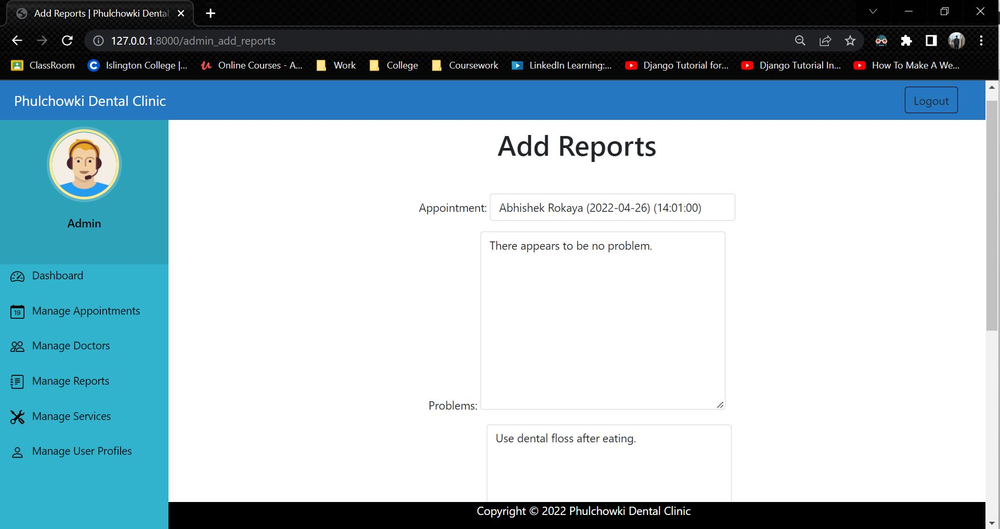 Add Reports | Phulchowki Dental
127.0.0.1:8000/admin_add_reports
ClassRoom
Islington College |...
Online Courses - A...
Work
College
Coursework
LinkedIn Learning:...
Django Tutorial for...
Django Tutorial In...
How To Make A We...
Phulchowki Dental Clinic
Logout
Admin
Dashboard
19
Manage Appointments
Manage Doctors
Manage Reports
Manage Services
Manage User Profiles
Add Reports
Appointment: Abhishek Rokaya (2022-04-26) (14:01:00)
There appears to be no problem.
Problems:
Use dental floss after eating.
Copyright © 2022 Phulchowki Dental Clinic